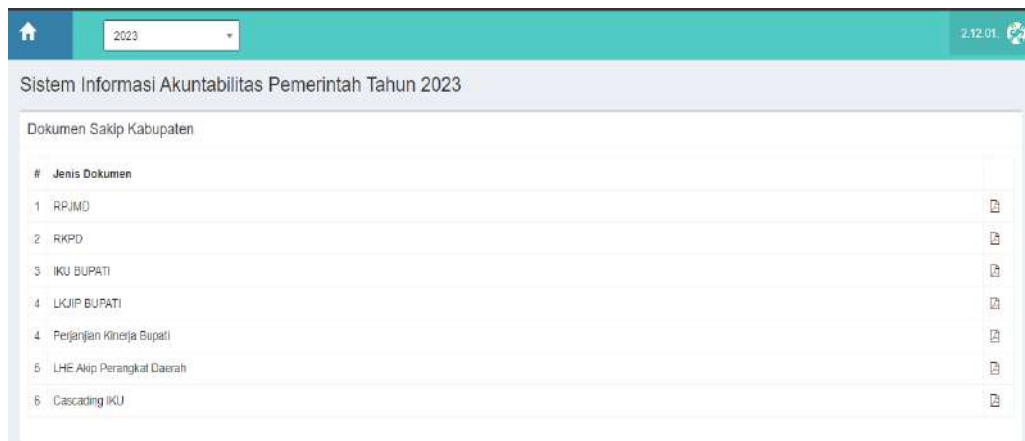 2023
2.12.01.
Sistem Informasi Akuntabilitas Pemerintah Tahun 2023
Dokumen Sakip Kabupaten
# Jenis Dokumen
1 RPJMD
2 RKPD
3 IKU BUPATI
4 LKJIP BUPATI
4 Perjanjian Kinerja Bupati
5 LHE Akip Perangkat Daerah
6 Cascading IKU